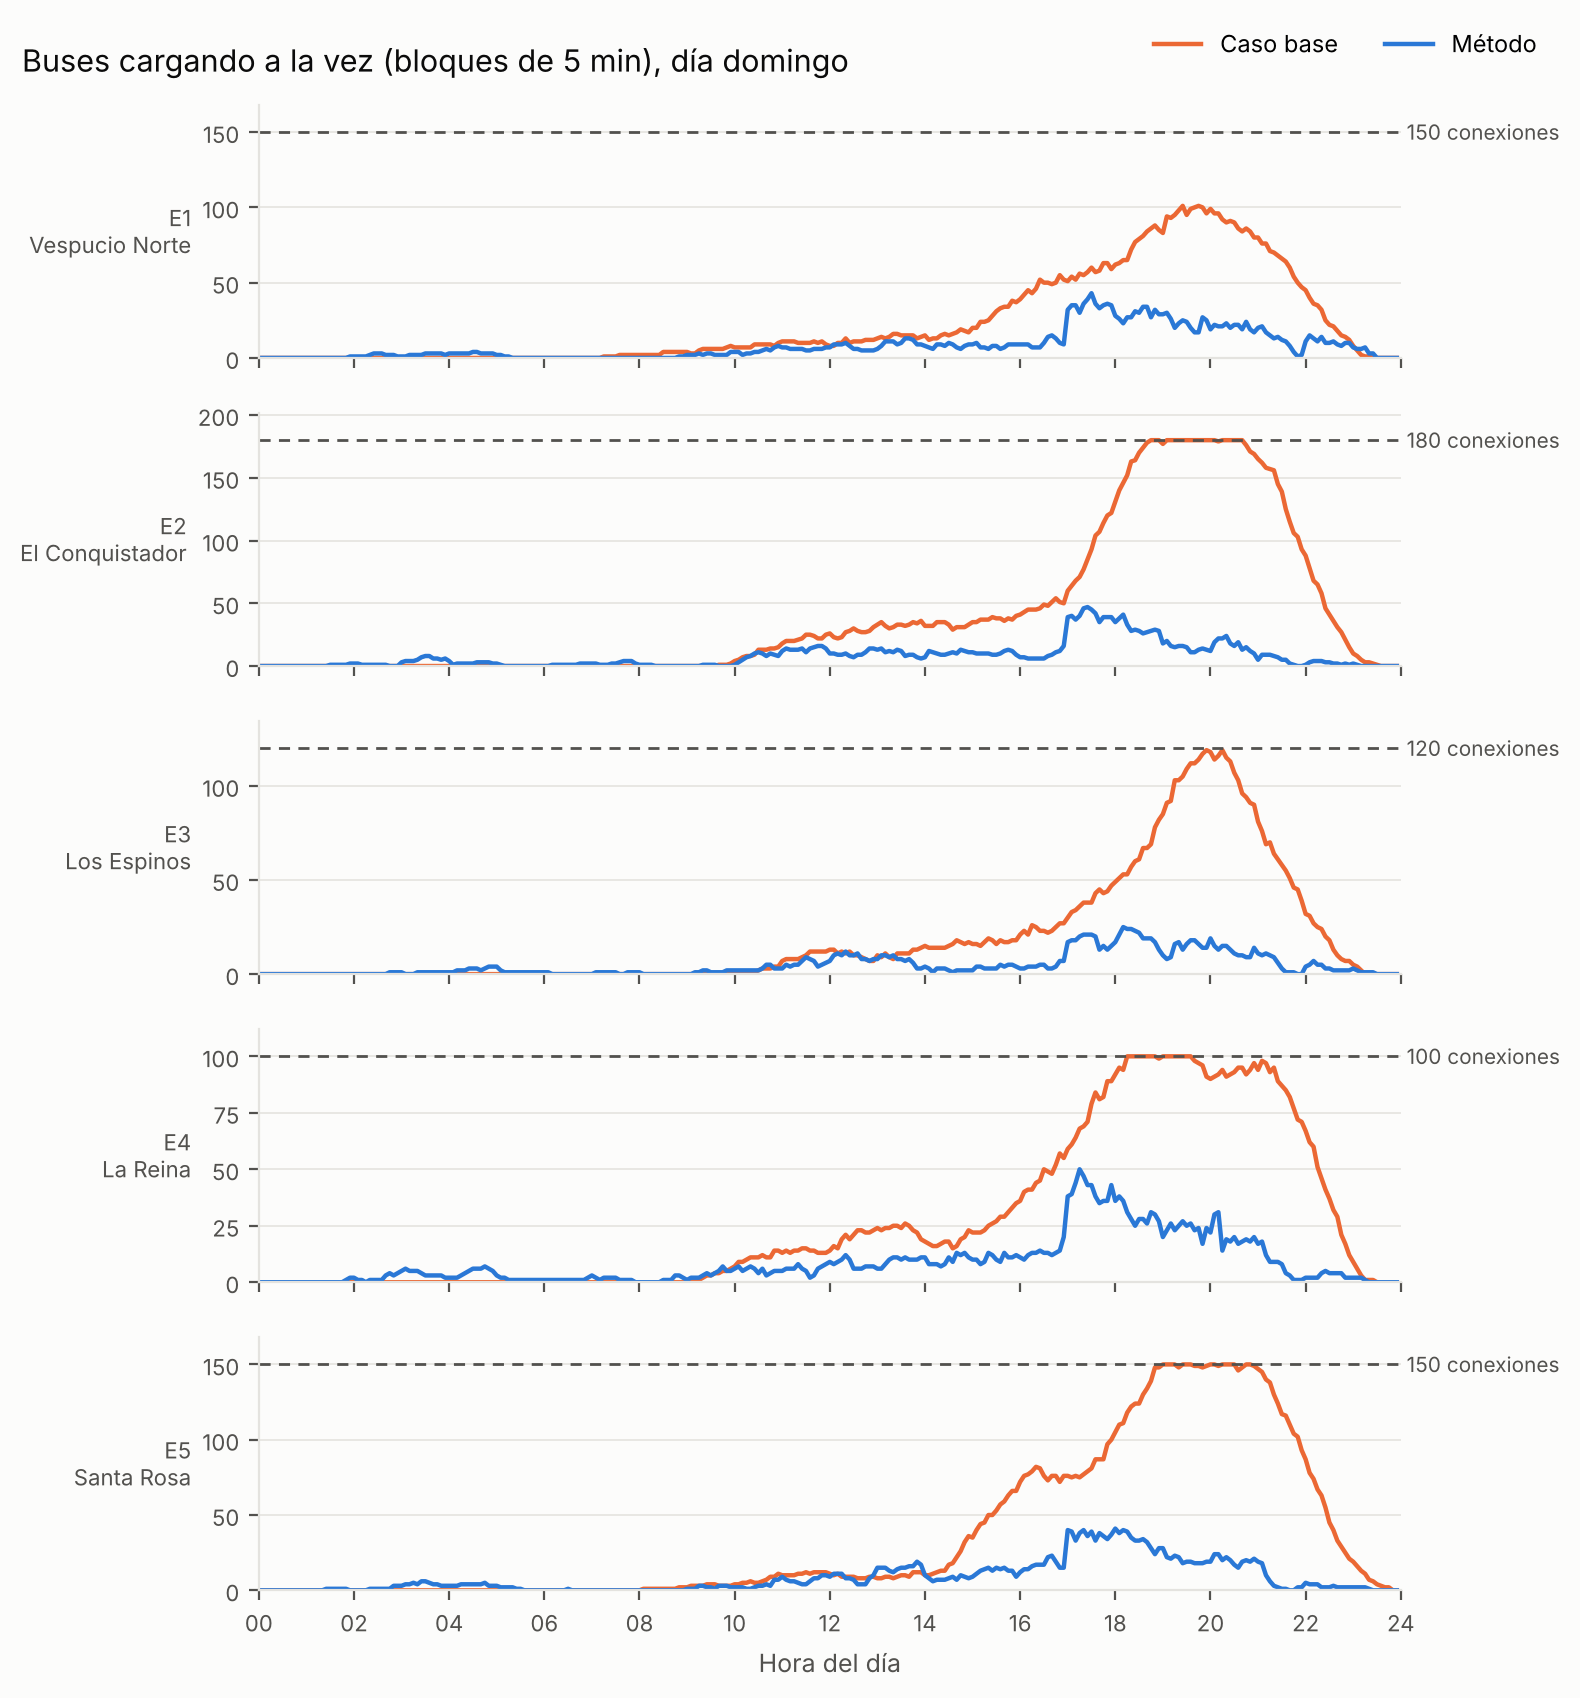 Buses cargando a la vez (bloques de 5 min), día domingo
Caso base
Método
150
100
50
0
E1
Vespucio Norte
150 conexiones
200
150
100
50
0
E2
El Conquistador
180 conexiones
100
50
0
E3
Los Espinos
120 conexiones
100
75
50
25
0
E4
La Reina
100 conexiones
150
100
50
0
E5
Santa Rosa
150 conexiones
00 02 04 06 08 10 12 14 16 18 20 22 24
Hora del día